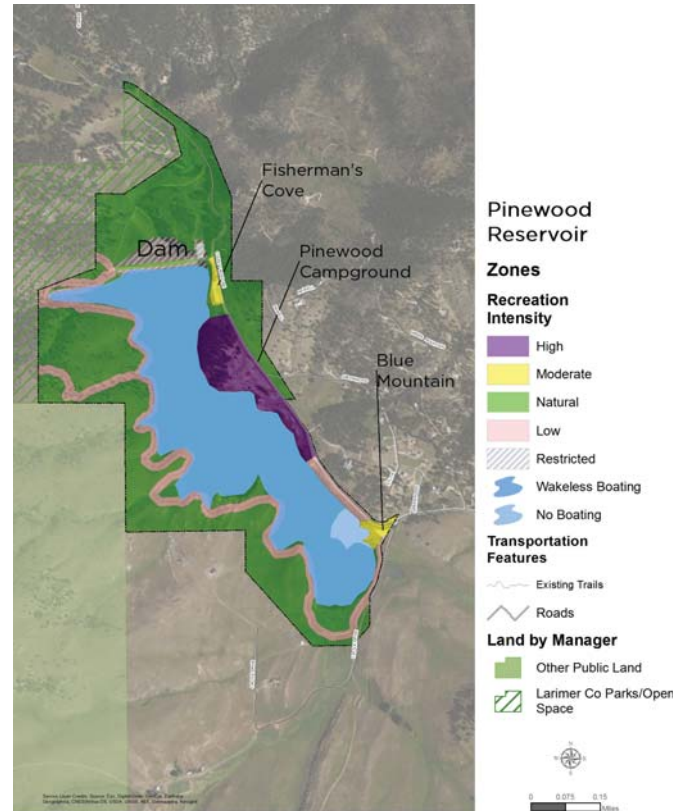 Fisherman's
Cove
Dam
Pinewood
Campground
Blue
Mountain
Pinewood
Reservoir
Zones
Recreation
Intensity
High
Moderate
Natural
Low
Restricted
Wakeless Boating
No Boating
Transportation
Features
Existing Trails
Roads
Land by Manager
Other Public Land
Larimer Co Parks/Open
Space
N
0 0.075 0.15
Miles